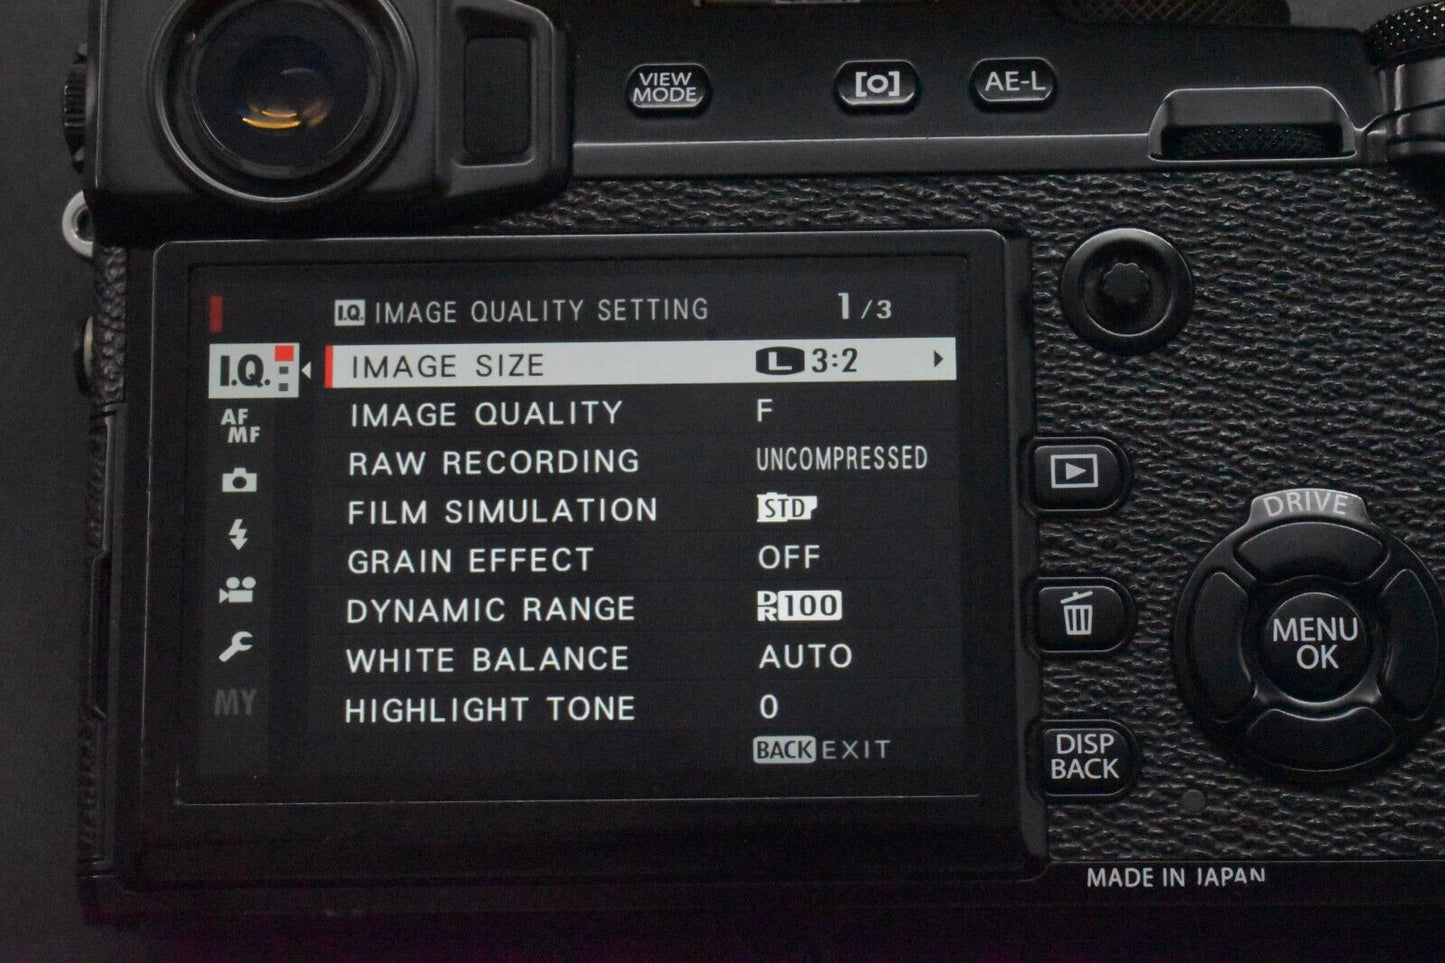 VIEW MODE
[O]
AE-L
I.Q. IMAGE QUALITY SETTING 1/3
I.Q.
IMAGE SIZE L 3:2
AF MF
IMAGE QUALITY F
RAW RECORDING UNCOMPRESSED
FILM SIMULATION STD
GRAIN EFFECT OFF
DYNAMIC RANGE DR 100
WHITE BALANCE AUTO
MY
HIGHLIGHT TONE 0
BACK EXIT
DRIVE
MENU OK
DISP BACK
MADE IN JAPAN